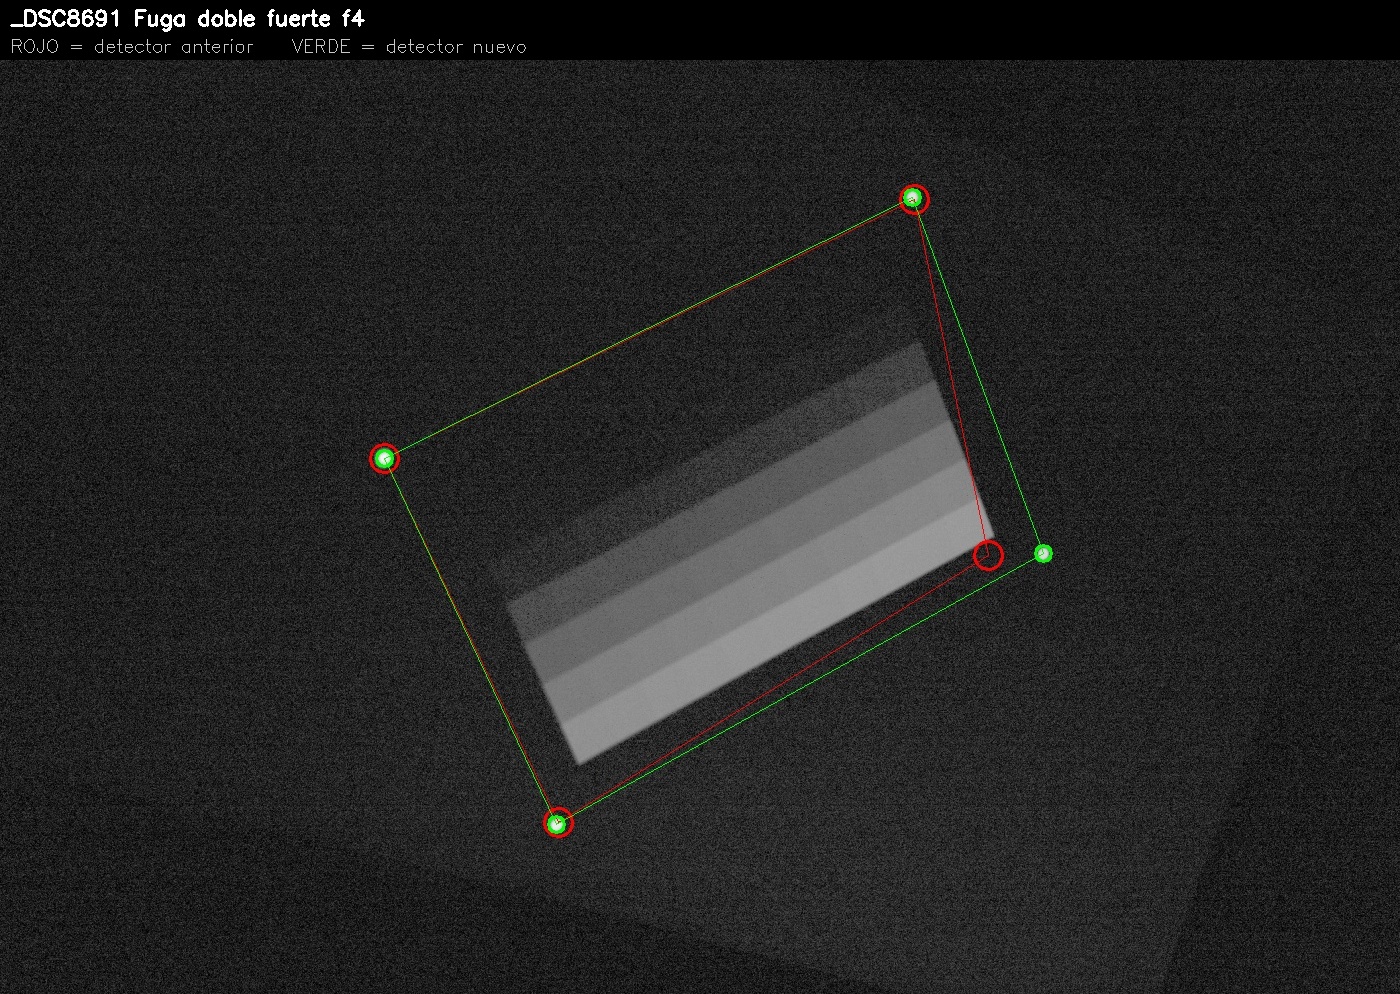 _DSC8691 Fuga doble fuerte f4
ROJO = detector anterior VERDE = detector nuevo